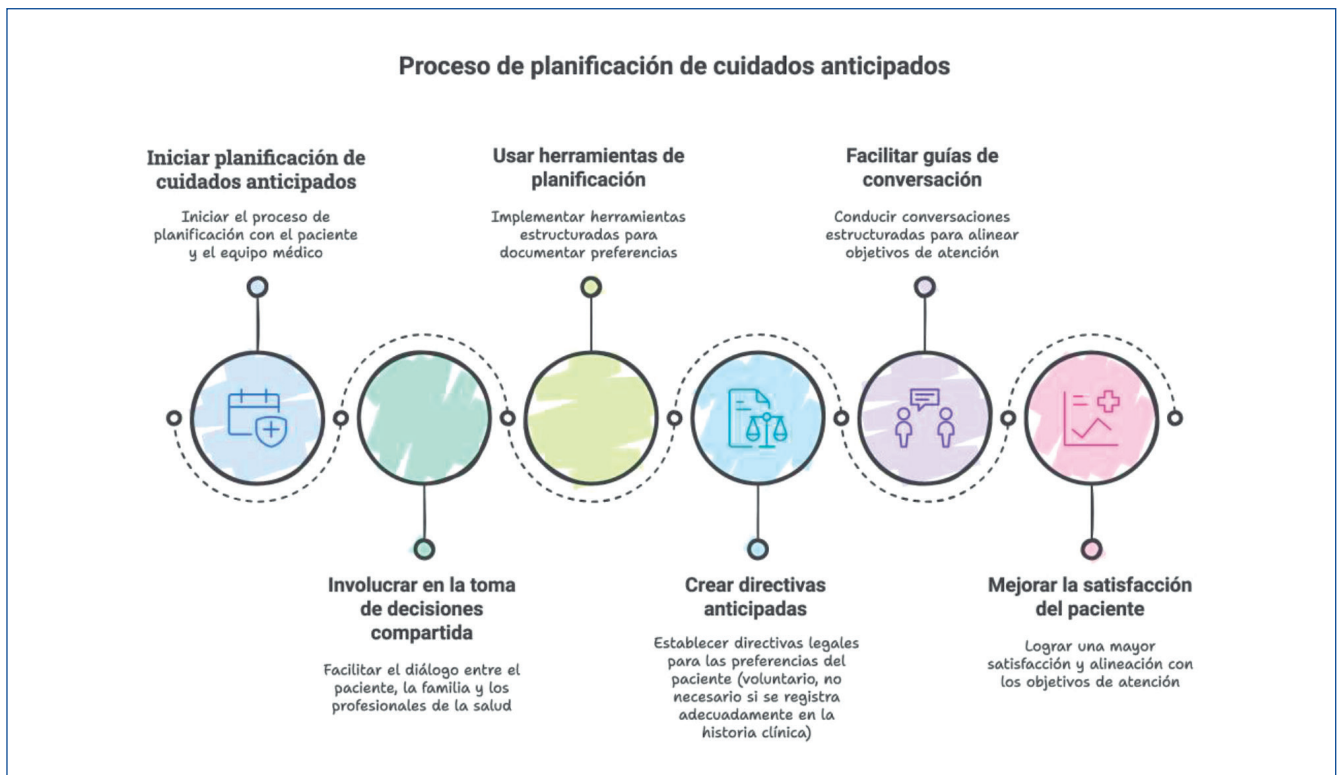 Proceso de planificación de cuidados anticipados
Iniciar planificación de
cuidados anticipados
Iniciar el proceso de
planificación con el paciente
y el equipo médico
Usar herramientas de
planificación
Implementar herramientas
estructuradas para
documentar preferencias
Facilitar guías de
conversación
Conducir conversaciones
estructuradas para alinear
objetivos de atención
Involucrar en la toma
de decisiones
compartida
Facilitar el diálogo entre el
paciente, la familia y los
profesionales de la salud
Crear directivas
anticipadas
Establecer directivas legales
para las preferencias del
paciente (voluntario, no
necesario si se registra
adecuadamente en la
historia clínica)
Mejorar la satisfacción
del paciente
Lograr una mayor
satisfacción y alineación con
los objetivos de atención